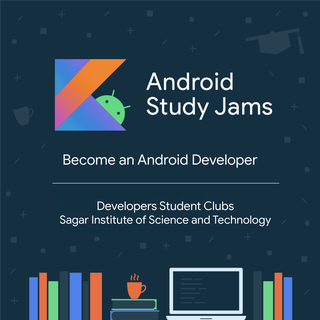 Android
Study Jams
Become an Android Developer
Developers Student Clubs
Sagar Institute of Science and Technology